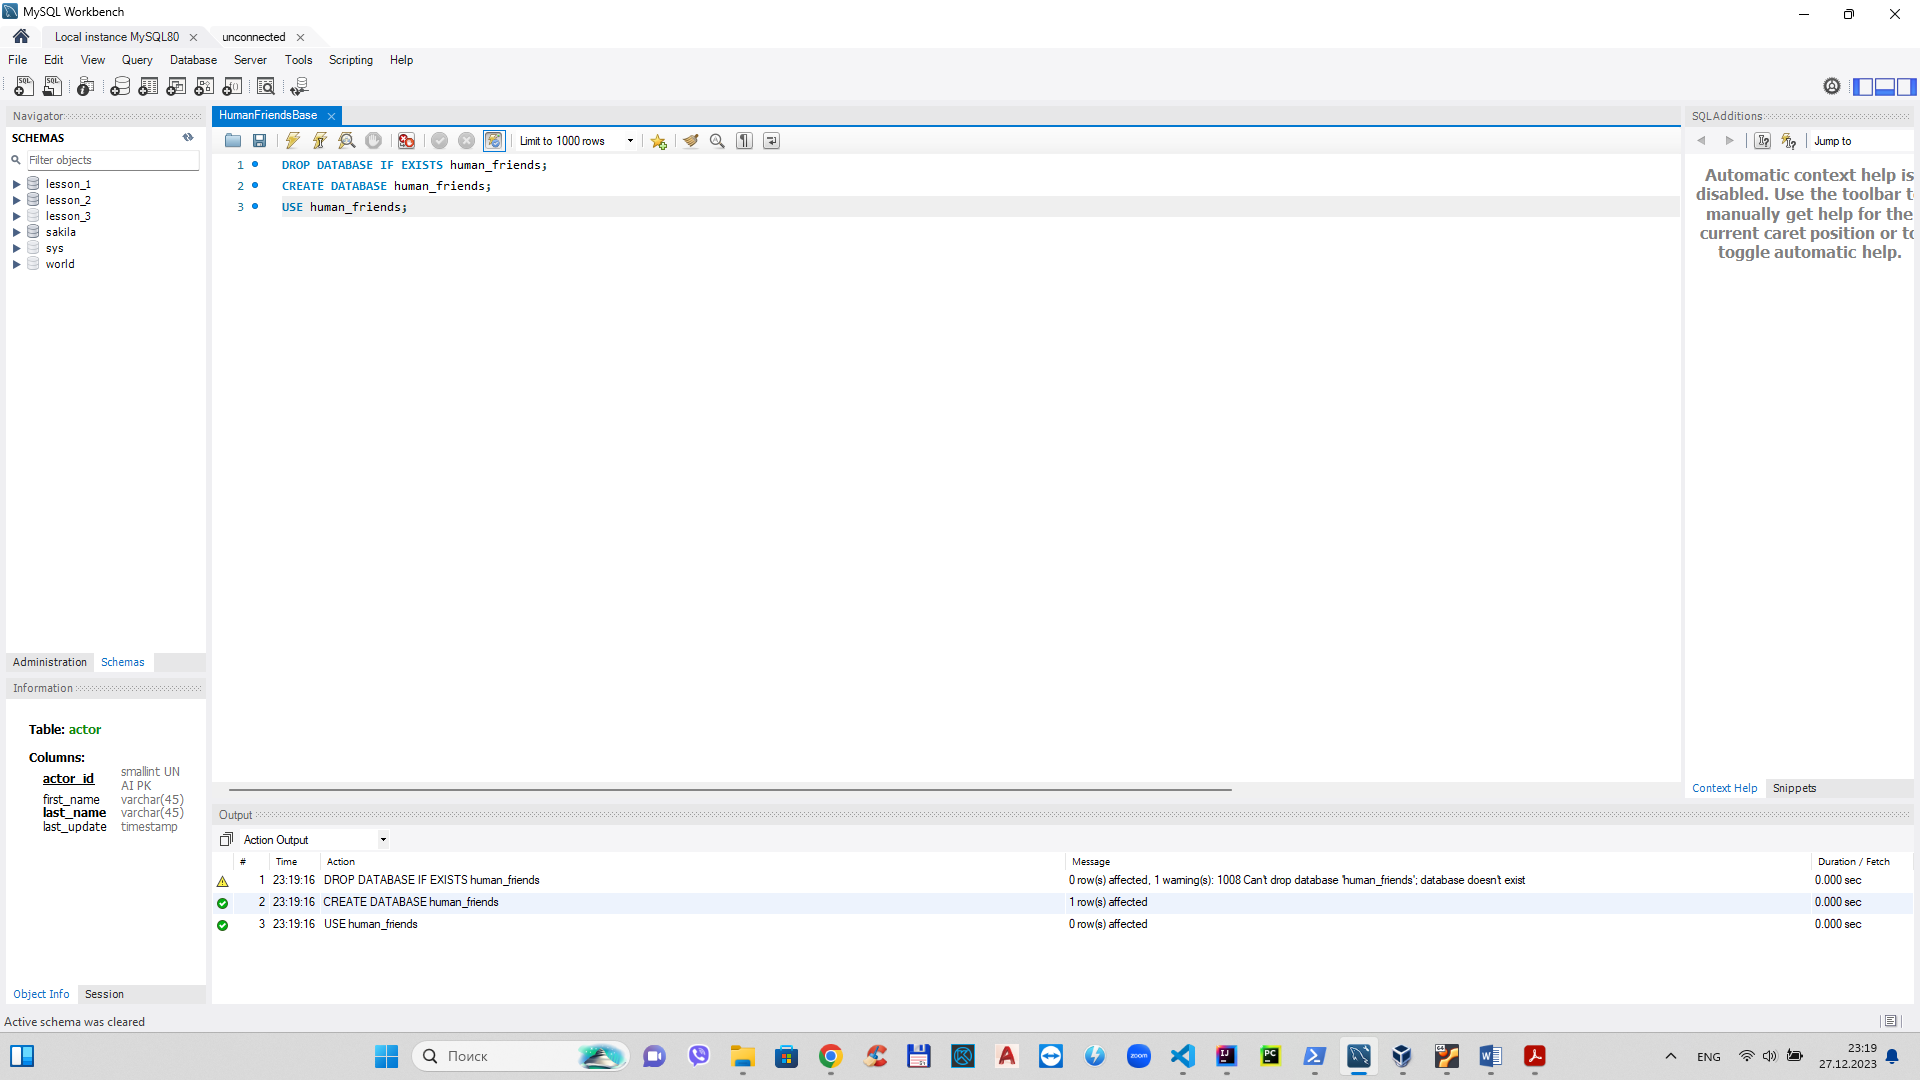 MySQL Workbench
Local instance MySQL80
unconnected
File Edit View Query Database Server Tools Scripting Help
Navigator
SCHEMAS
Filter objects
lesson_1
lesson_2
lesson_3
sakila
sys
world
Administration Schemas
Information
Table: actor
Columns:
actor_id smallint UN AI PK
first_name varchar(45)
last_name varchar(45)
last_update timestamp
Object Info Session
HumanFriendsBase
Limit to 1000 rows
1 DROP DATABASE IF EXISTS human_friends;
2 CREATE DATABASE human_friends;
3 USE human_friends;
SQLAdditions
Jump to
Automatic context help is
disabled. Use the toolbar t
manually get help for the
current caret position or to
toggle automatic help.
Context Help Snippets
Output
Action Output
# Time Action Message Duration / Fetch
1 23:19:16 DROP DATABASE IF EXISTS human_friends 0 row(s) affected, 1 warning(s): 1008 Can't drop database 'human_friends'; database doesn't exist 0.000 sec
2 23:19:16 CREATE DATABASE human_friends 1 row(s) affected 0.000 sec
3 23:19:16 USE human_friends 0 row(s) affected 0.000 sec
Active schema was cleared
Поиск
zoom
ENG
23:19
27.12.2023